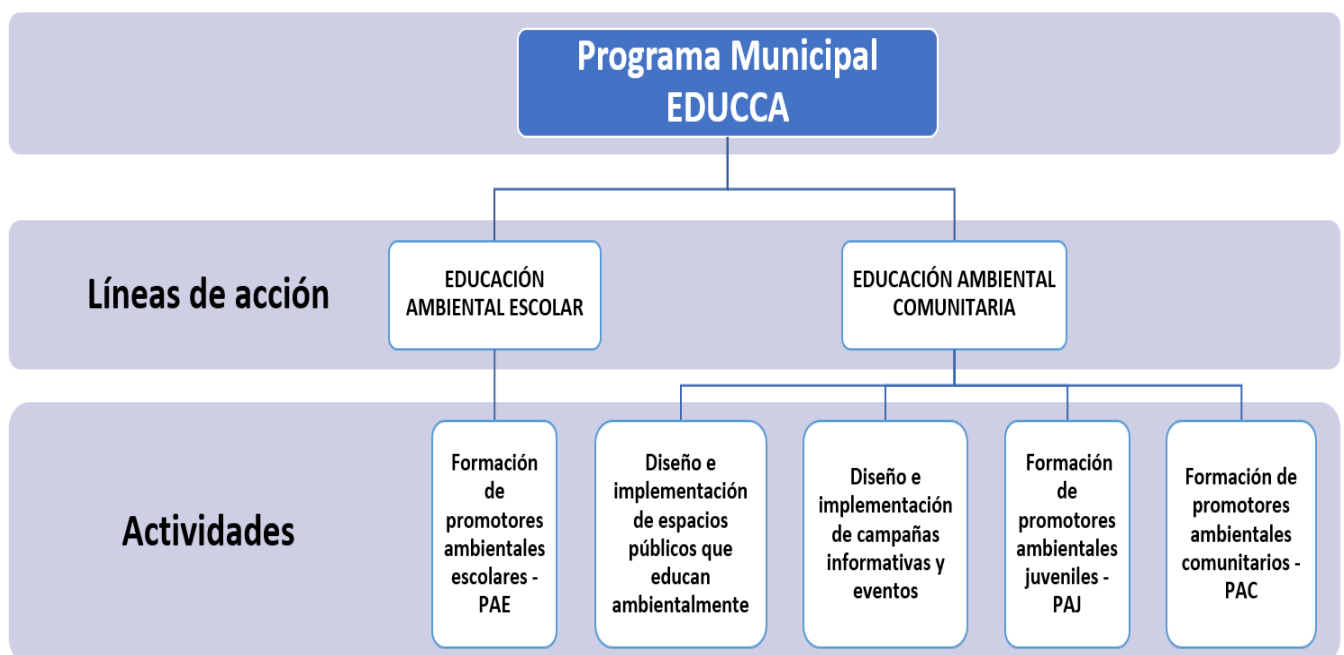 Programa Municipal
EDUCCA
Líneas de acción
EDUCACIÓN
AMBIENTAL ESCOLAR
EDUCACIÓN AMBIENTAL
COMUNITARIA
Actividades
Formación
de
promotores
ambientales
escolares -
PAE
Diseño e
implementación
de espacios
públicos que
educan
ambientalmente
Diseño e
implementación
de campañas
informativas y
eventos
Formación
de
promotores
ambientales
juveniles -
PAJ
Formación de
promotores
ambientales
comunitarios -
PAC